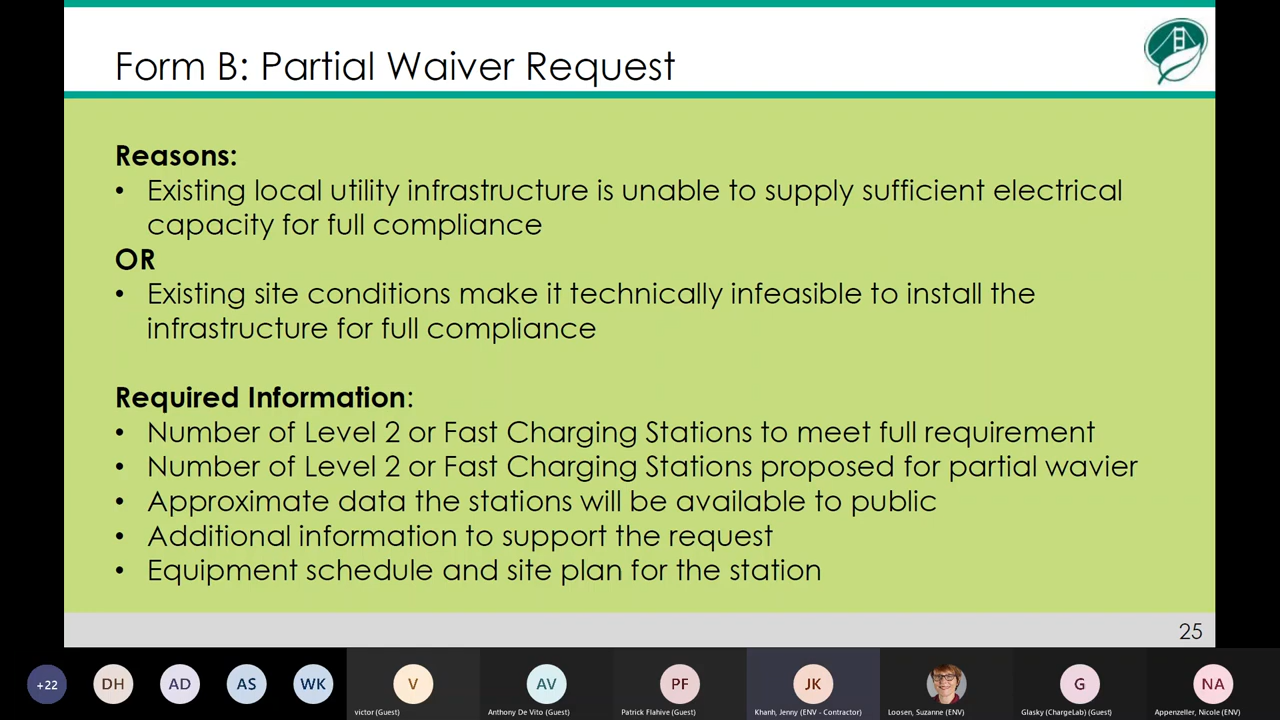 Form B: Partial Waiver Request
Reasons:
• Existing local utility infrastructure is unable to supply sufficient electrical
capacity for full compliance
OR
• Existing site conditions make it technically infeasible to install the
infrastructure for full compliance
Required Information:
• Number of Level 2 or Fast Charging Stations to meet full requirement
• Number of Level 2 or Fast Charging Stations proposed for partial wavier
• Approximate data the stations will be available to public
• Additional information to support the request
• Equipment schedule and site plan for the station
25
+22 DH AD AS WK V AV PF JK G NA
victor (Guest) Anthony De Vito (Guest) Patrick Flahive (Guest) Khanh, Jenny (ENV - Contractor) Loosen, Suzanne (ENV) Glasky (ChargeLab) (Guest) Appenzeller, Nicole (ENV)